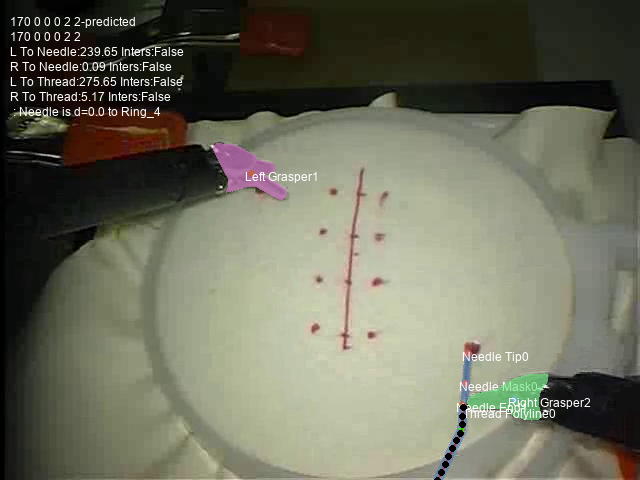 170 0 0 0 2 2-predicted
170 0 0 0 2 2
L To Needle:239.65 Inters:False
R To Needle:0.09 Inters:False
L To Thread:275.65 Inters:False
R To Thread:5.17 Inters:False
: Needle is d=0.0 to Ring_4
Left Grasper1
Needle Tip0
Needle Mask0
Right Grasper2
Thread Polyline0